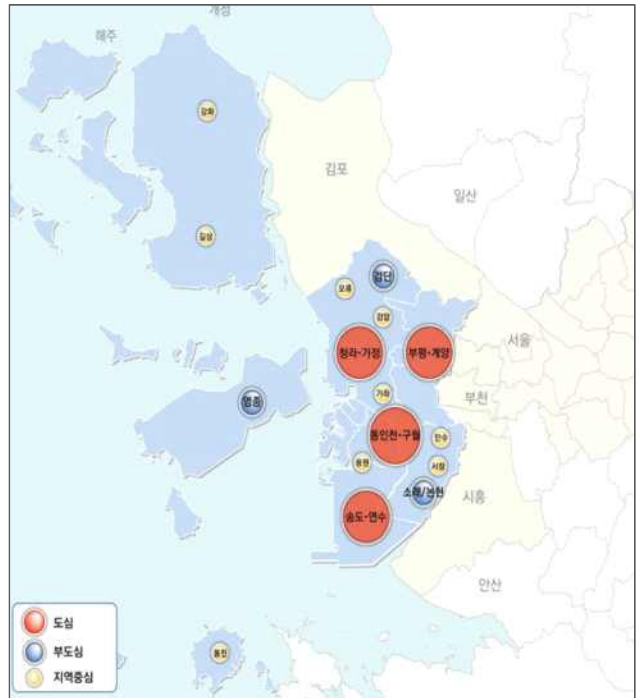 개성
해주
강화
김포
일산
길상
검단
오류
검암
청라·가정
부평·계양
서울
부천
가좌
영종
동인천·구월
만수
용현
서창
소래/논현
시흥
송도·연수
안산
도심
부도심
지역중심